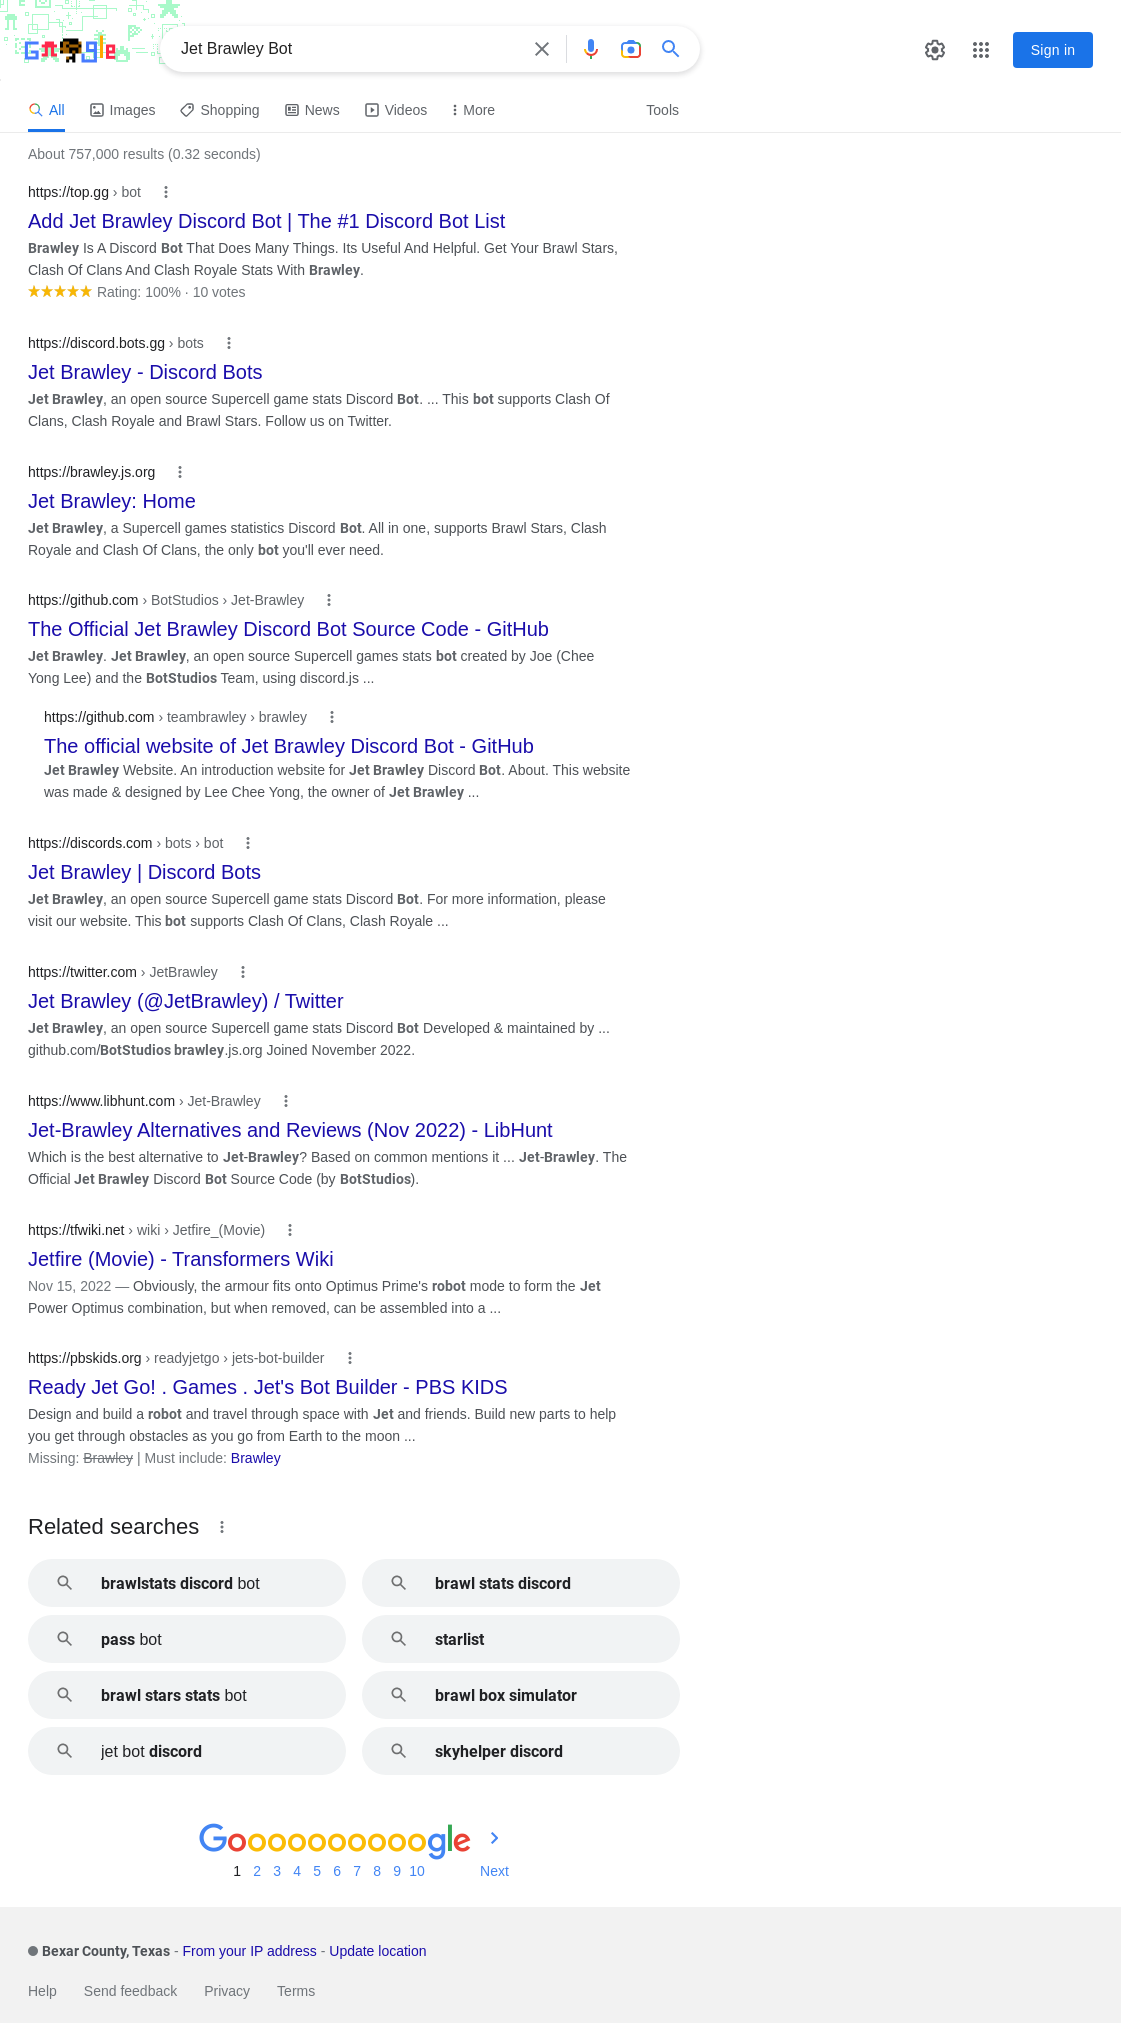 Google
Jet Brawley Bot
Sign in
All Images Shopping News Videos More Tools
About 757,000 results (0.32 seconds)
https://top.gg › bot
Add Jet Brawley Discord Bot | The #1 Discord Bot List
Brawley Is A Discord Bot That Does Many Things. Its Useful And Helpful. Get Your Brawl Stars,
Clash Of Clans And Clash Royale Stats With Brawley.
Rating: 100% · 10 votes
https://discord.bots.gg › bots
Jet Brawley - Discord Bots
Jet Brawley, an open source Supercell game stats Discord Bot. ... This bot supports Clash Of
Clans, Clash Royale and Brawl Stars. Follow us on Twitter.
https://brawley.js.org
Jet Brawley: Home
Jet Brawley, a Supercell games statistics Discord Bot. All in one, supports Brawl Stars, Clash
Royale and Clash Of Clans, the only bot you'll ever need.
https://github.com › BotStudios › Jet-Brawley
The Official Jet Brawley Discord Bot Source Code - GitHub
Jet Brawley. Jet Brawley, an open source Supercell games stats bot created by Joe (Chee
Yong Lee) and the BotStudios Team, using discord.js ...
https://github.com › teambrawley › brawley
The official website of Jet Brawley Discord Bot - GitHub
Jet Brawley Website. An introduction website for Jet Brawley Discord Bot. About. This website
was made & designed by Lee Chee Yong, the owner of Jet Brawley ...
https://discords.com › bots › bot
Jet Brawley | Discord Bots
Jet Brawley, an open source Supercell game stats Discord Bot. For more information, please
visit our website. This bot supports Clash Of Clans, Clash Royale ...
https://twitter.com › JetBrawley
Jet Brawley (@JetBrawley) / Twitter
Jet Brawley, an open source Supercell game stats Discord Bot Developed & maintained by ...
github.com/BotStudios brawley.js.org Joined November 2022.
https://www.libhunt.com › Jet-Brawley
Jet-Brawley Alternatives and Reviews (Nov 2022) - LibHunt
Which is the best alternative to Jet-Brawley? Based on common mentions it ... Jet-Brawley. The
Official Jet Brawley Discord Bot Source Code (by BotStudios).
https://tfwiki.net › wiki › Jetfire_(Movie)
Jetfire (Movie) - Transformers Wiki
Nov 15, 2022 — Obviously, the armour fits onto Optimus Prime's robot mode to form the Jet
Power Optimus combination, but when removed, can be assembled into a ...
https://pbskids.org › readyjetgo › jets-bot-builder
Ready Jet Go! . Games . Jet's Bot Builder - PBS KIDS
Design and build a robot and travel through space with Jet and friends. Build new parts to help
you get through obstacles as you go from Earth to the moon ...
Missing: Brawley | Must include: Brawley
Related searches
brawlstats discord bot
brawl stats discord
pass bot
starlist
brawl stars stats bot
brawl box simulator
jet bot discord
skyhelper discord
Goooooooooogle
1 2 3 4 5 6 7 8 9 10 Next
Bexar County, Texas - From your IP address - Update location
Help Send feedback Privacy Terms